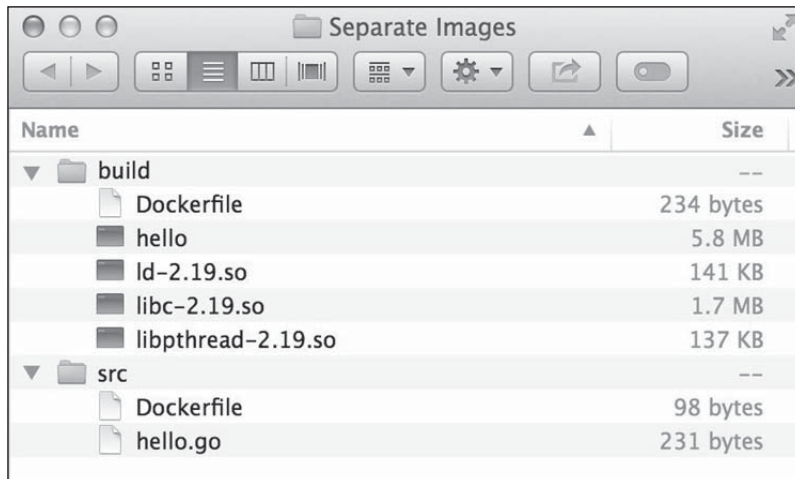 Separate Images
Name Size
build --
Dockerfile 234 bytes
hello 5.8 MB
ld-2.19.so 141 KB
libc-2.19.so 1.7 MB
libpthread-2.19.so 137 KB
src --
Dockerfile 98 bytes
hello.go 231 bytes